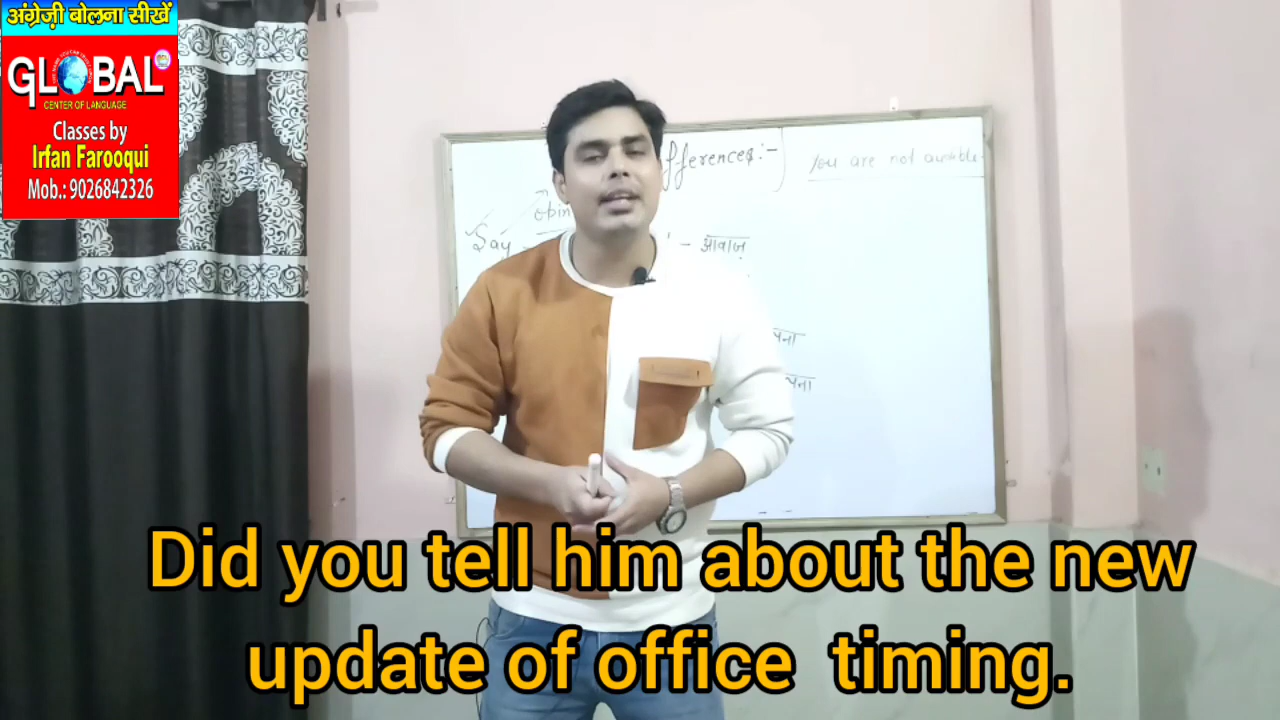 अंग्रेज़ी बोलना सीखें
GLOBAL
CENTER OF LANGUAGE
Classes by
Irfan Farooqui
Mob.: 9026842326
You are not audible.
Say - आवाज़
Did you tell him about the new
update of office timing.